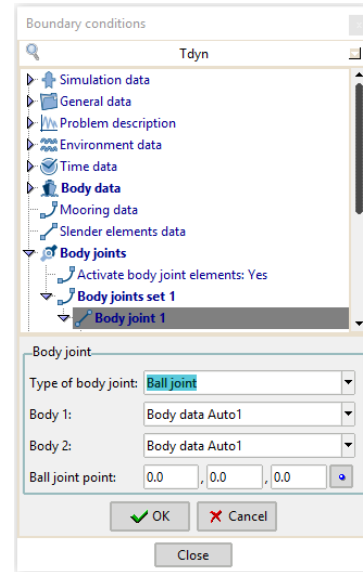 Boundary conditions
Tdyn
Simulation data
General data
Problem description
Environment data
Time data
Body data
Mooring data
Slender elements data
Body joints
Activate body joint elements: Yes
Body joints set 1
Body joint 1
Body joint
Type of body joint: Ball joint
Body 1: Body data Auto1
Body 2: Body data Auto1
Ball joint point: 0.0 , 0.0 , 0.0
OK Cancel
Close